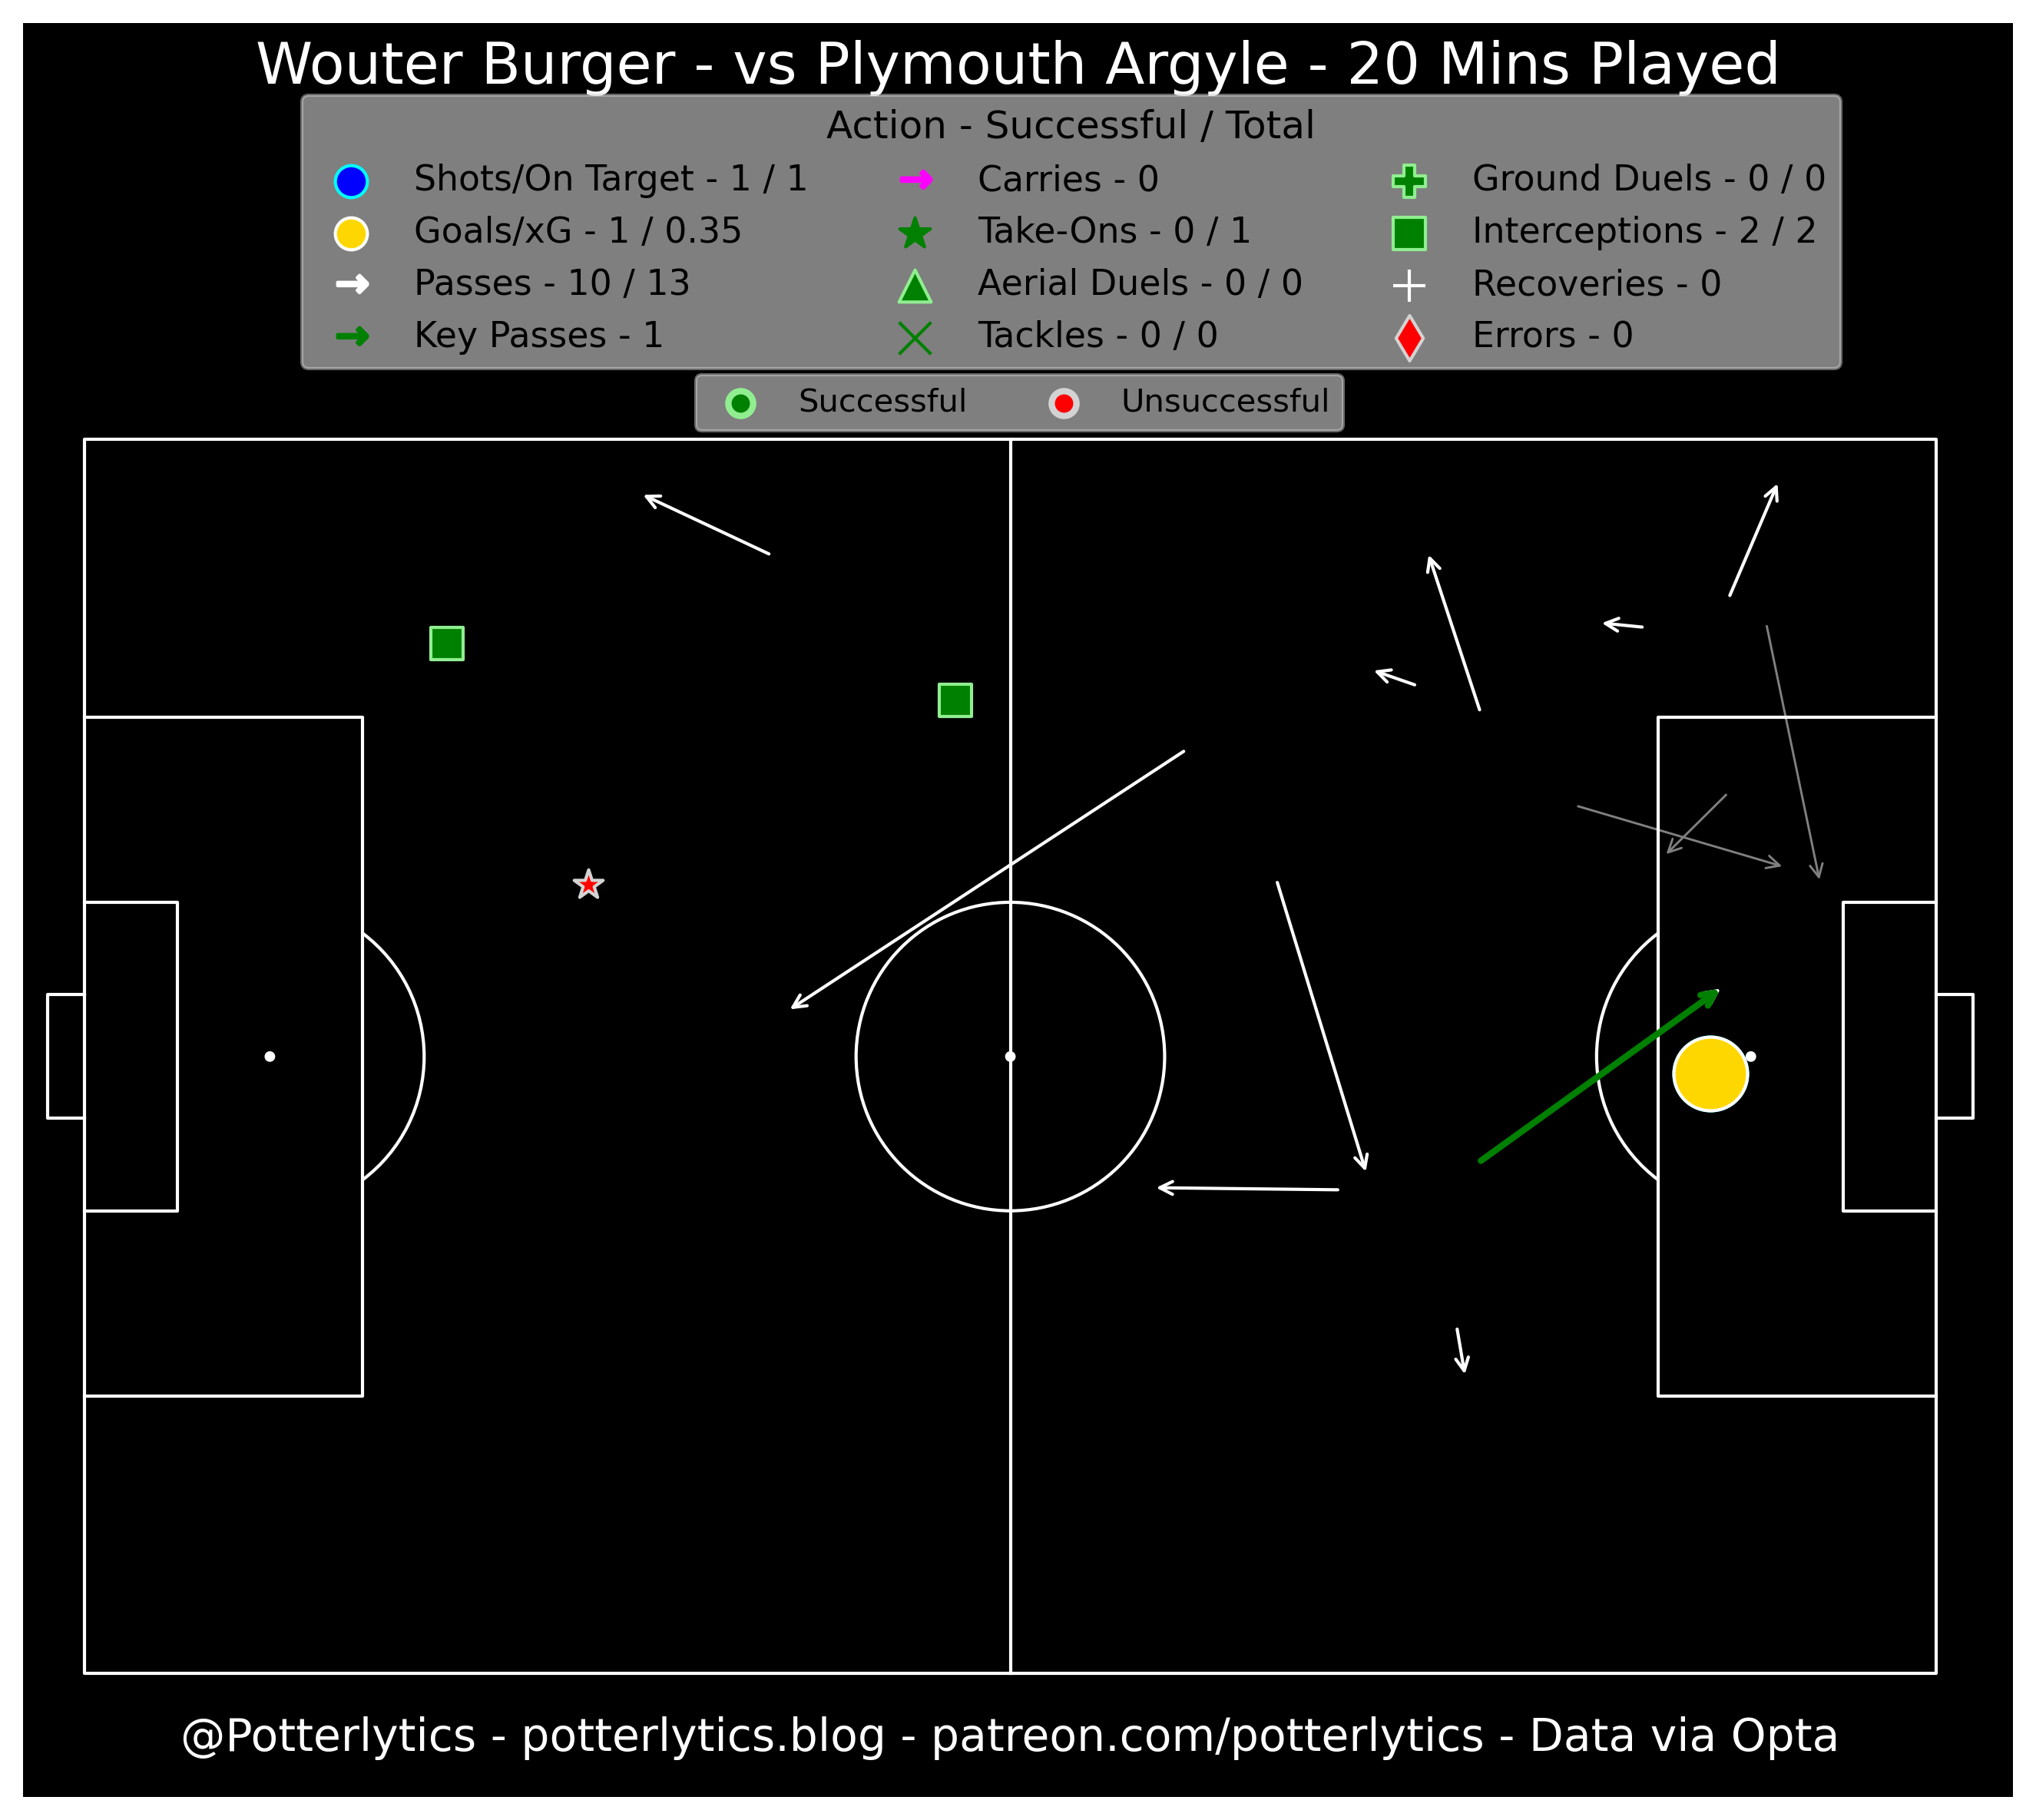 Wouter Burger - vs Plymouth Argyle - 20 Mins Played
Action - Successful / Total
Shots/On Target - 1 / 1
Goals/xG - 1 / 0.35
Passes - 10 / 13
Key Passes - 1
Carries - 0
Take-Ons - 0 / 1
Aerial Duels - 0 / 0
Tackles - 0 / 0
Ground Duels - 0 / 0
Interceptions - 2 / 2
Recoveries - 0
Errors - 0
Successful
Unsuccessful
@Potterlytics - potterlytics.blog - patreon.com/potterlytics - Data via Opta